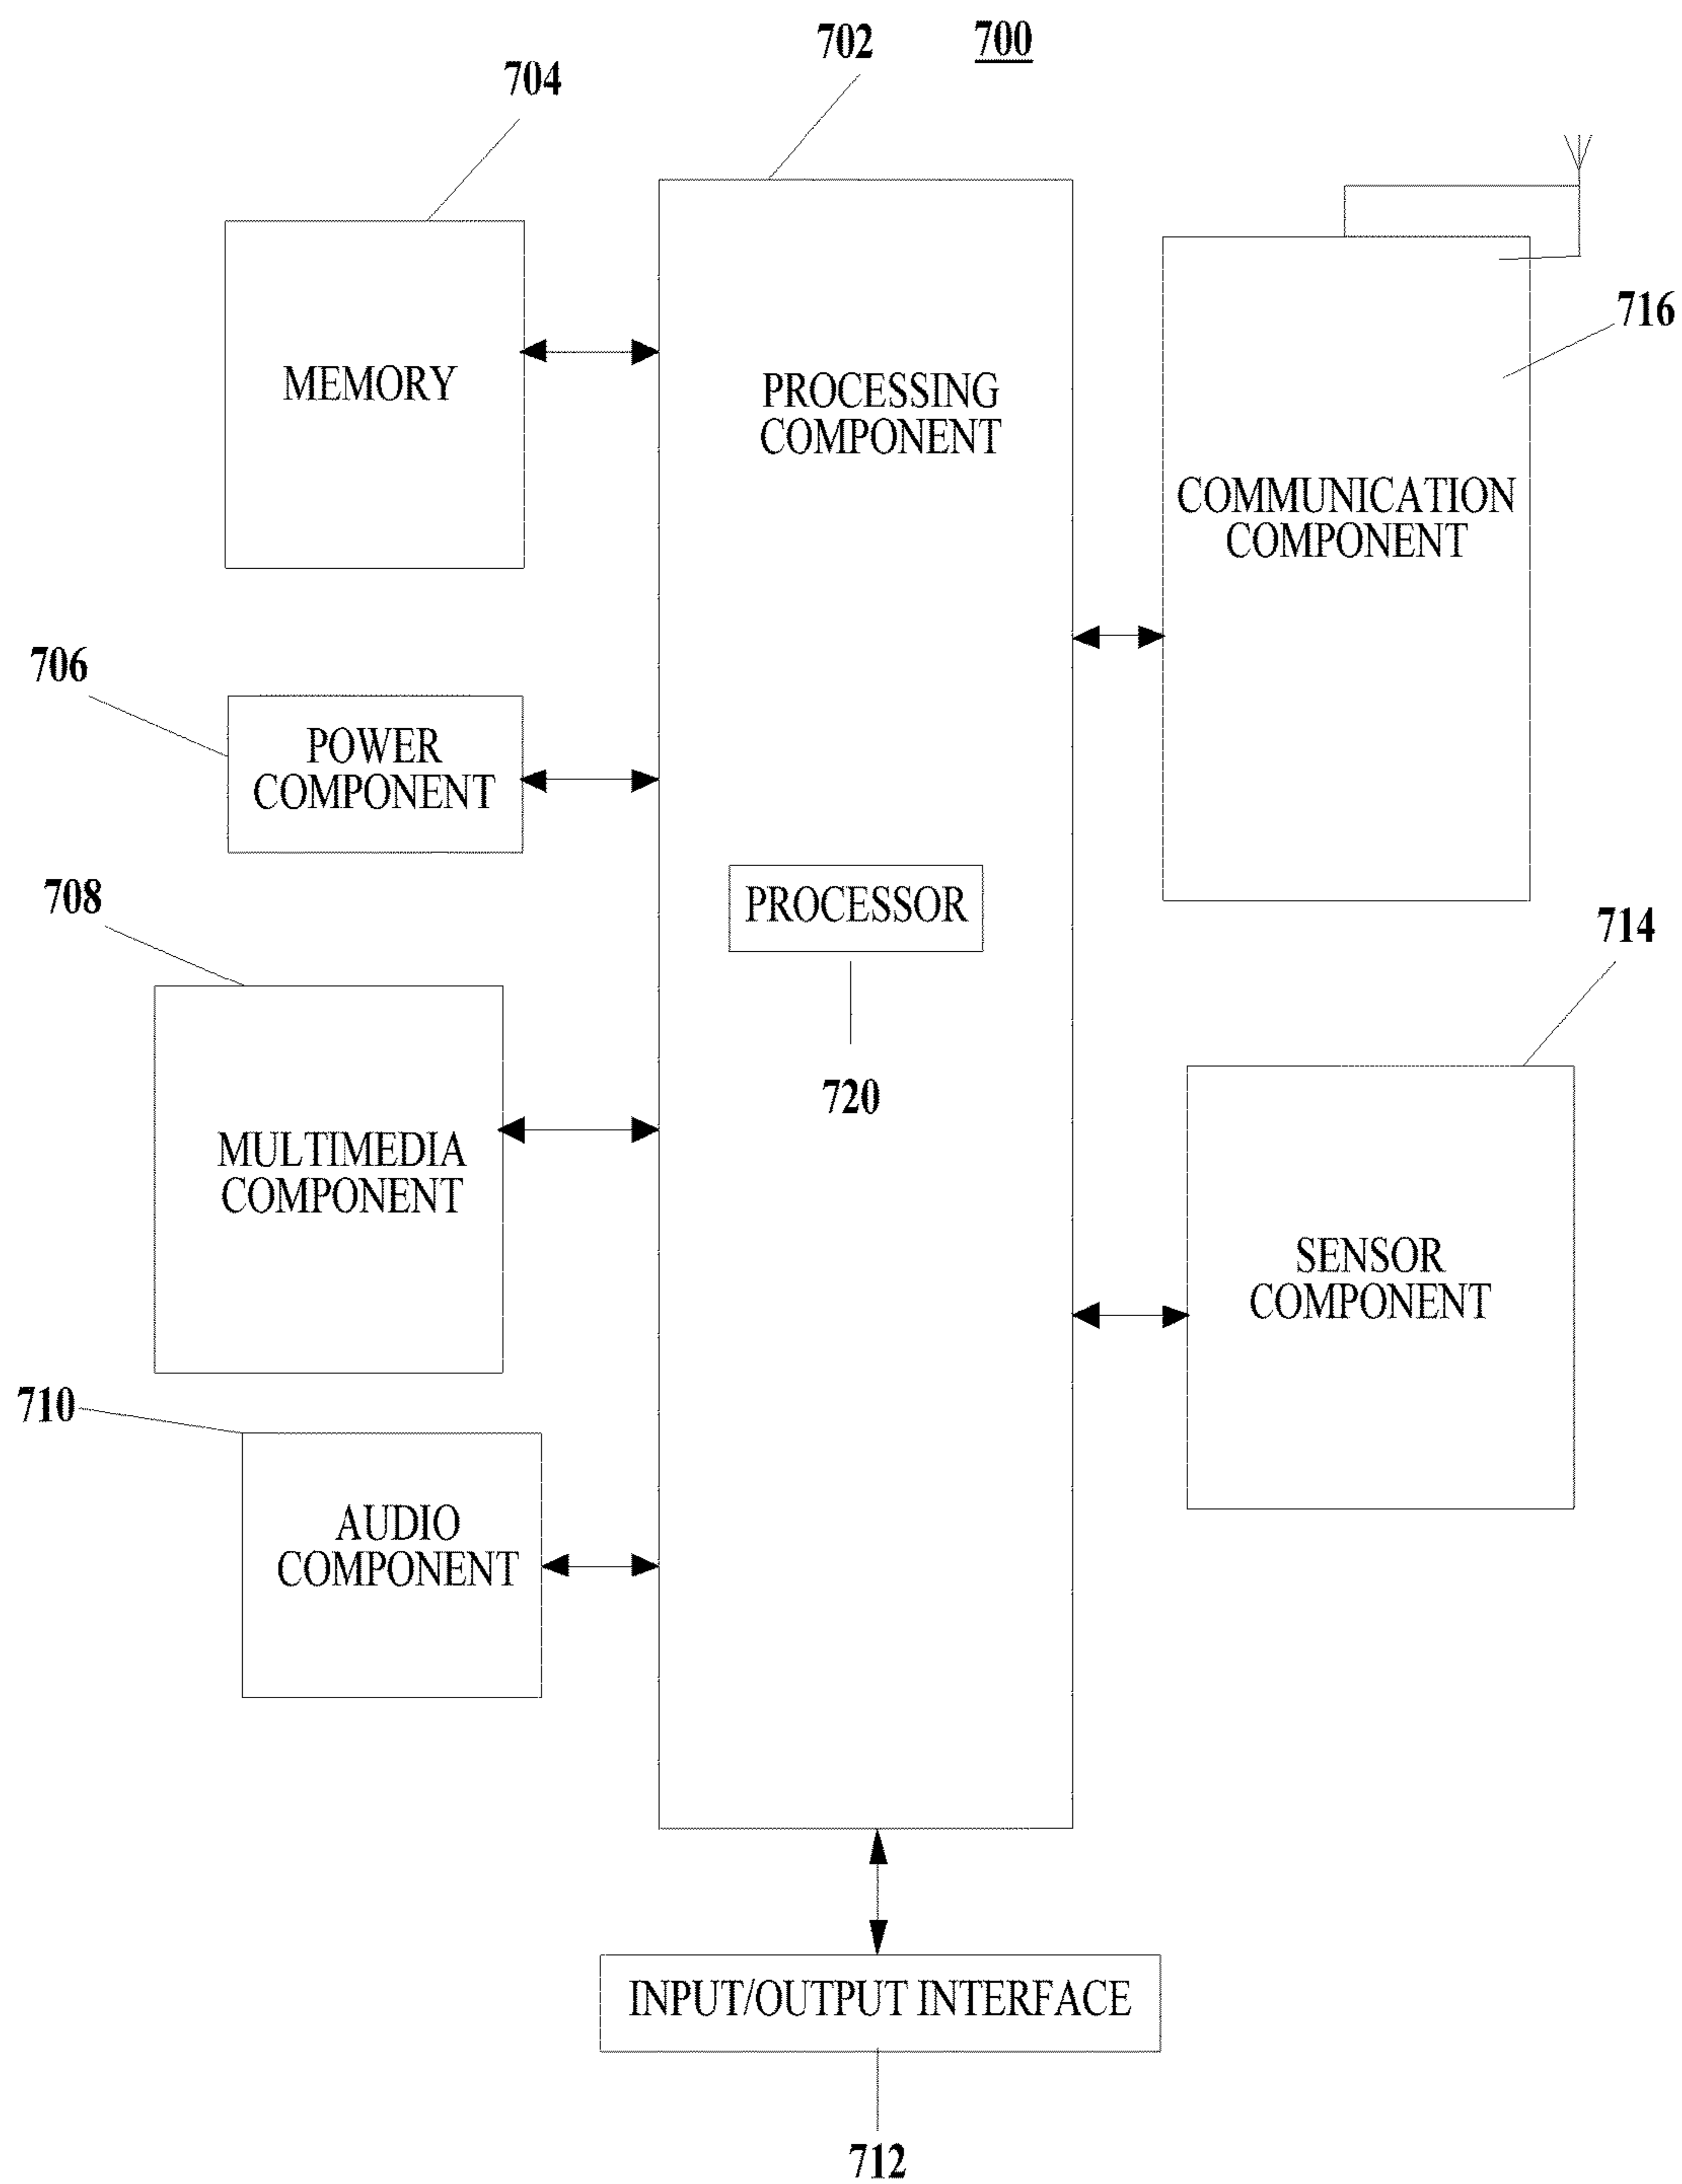 702
700
704
716
MEMORY
PROCESSING
COMPONENT
COMMUNICATION
COMPONENT
706
POWER
COMPONENT
708
PROCESSOR
714
720
MULTIMEDIA
COMPONENT
SENSOR
COMPONENT
710
AUDIO
COMPONENT
INPUT/OUTPUT INTERFACE
712